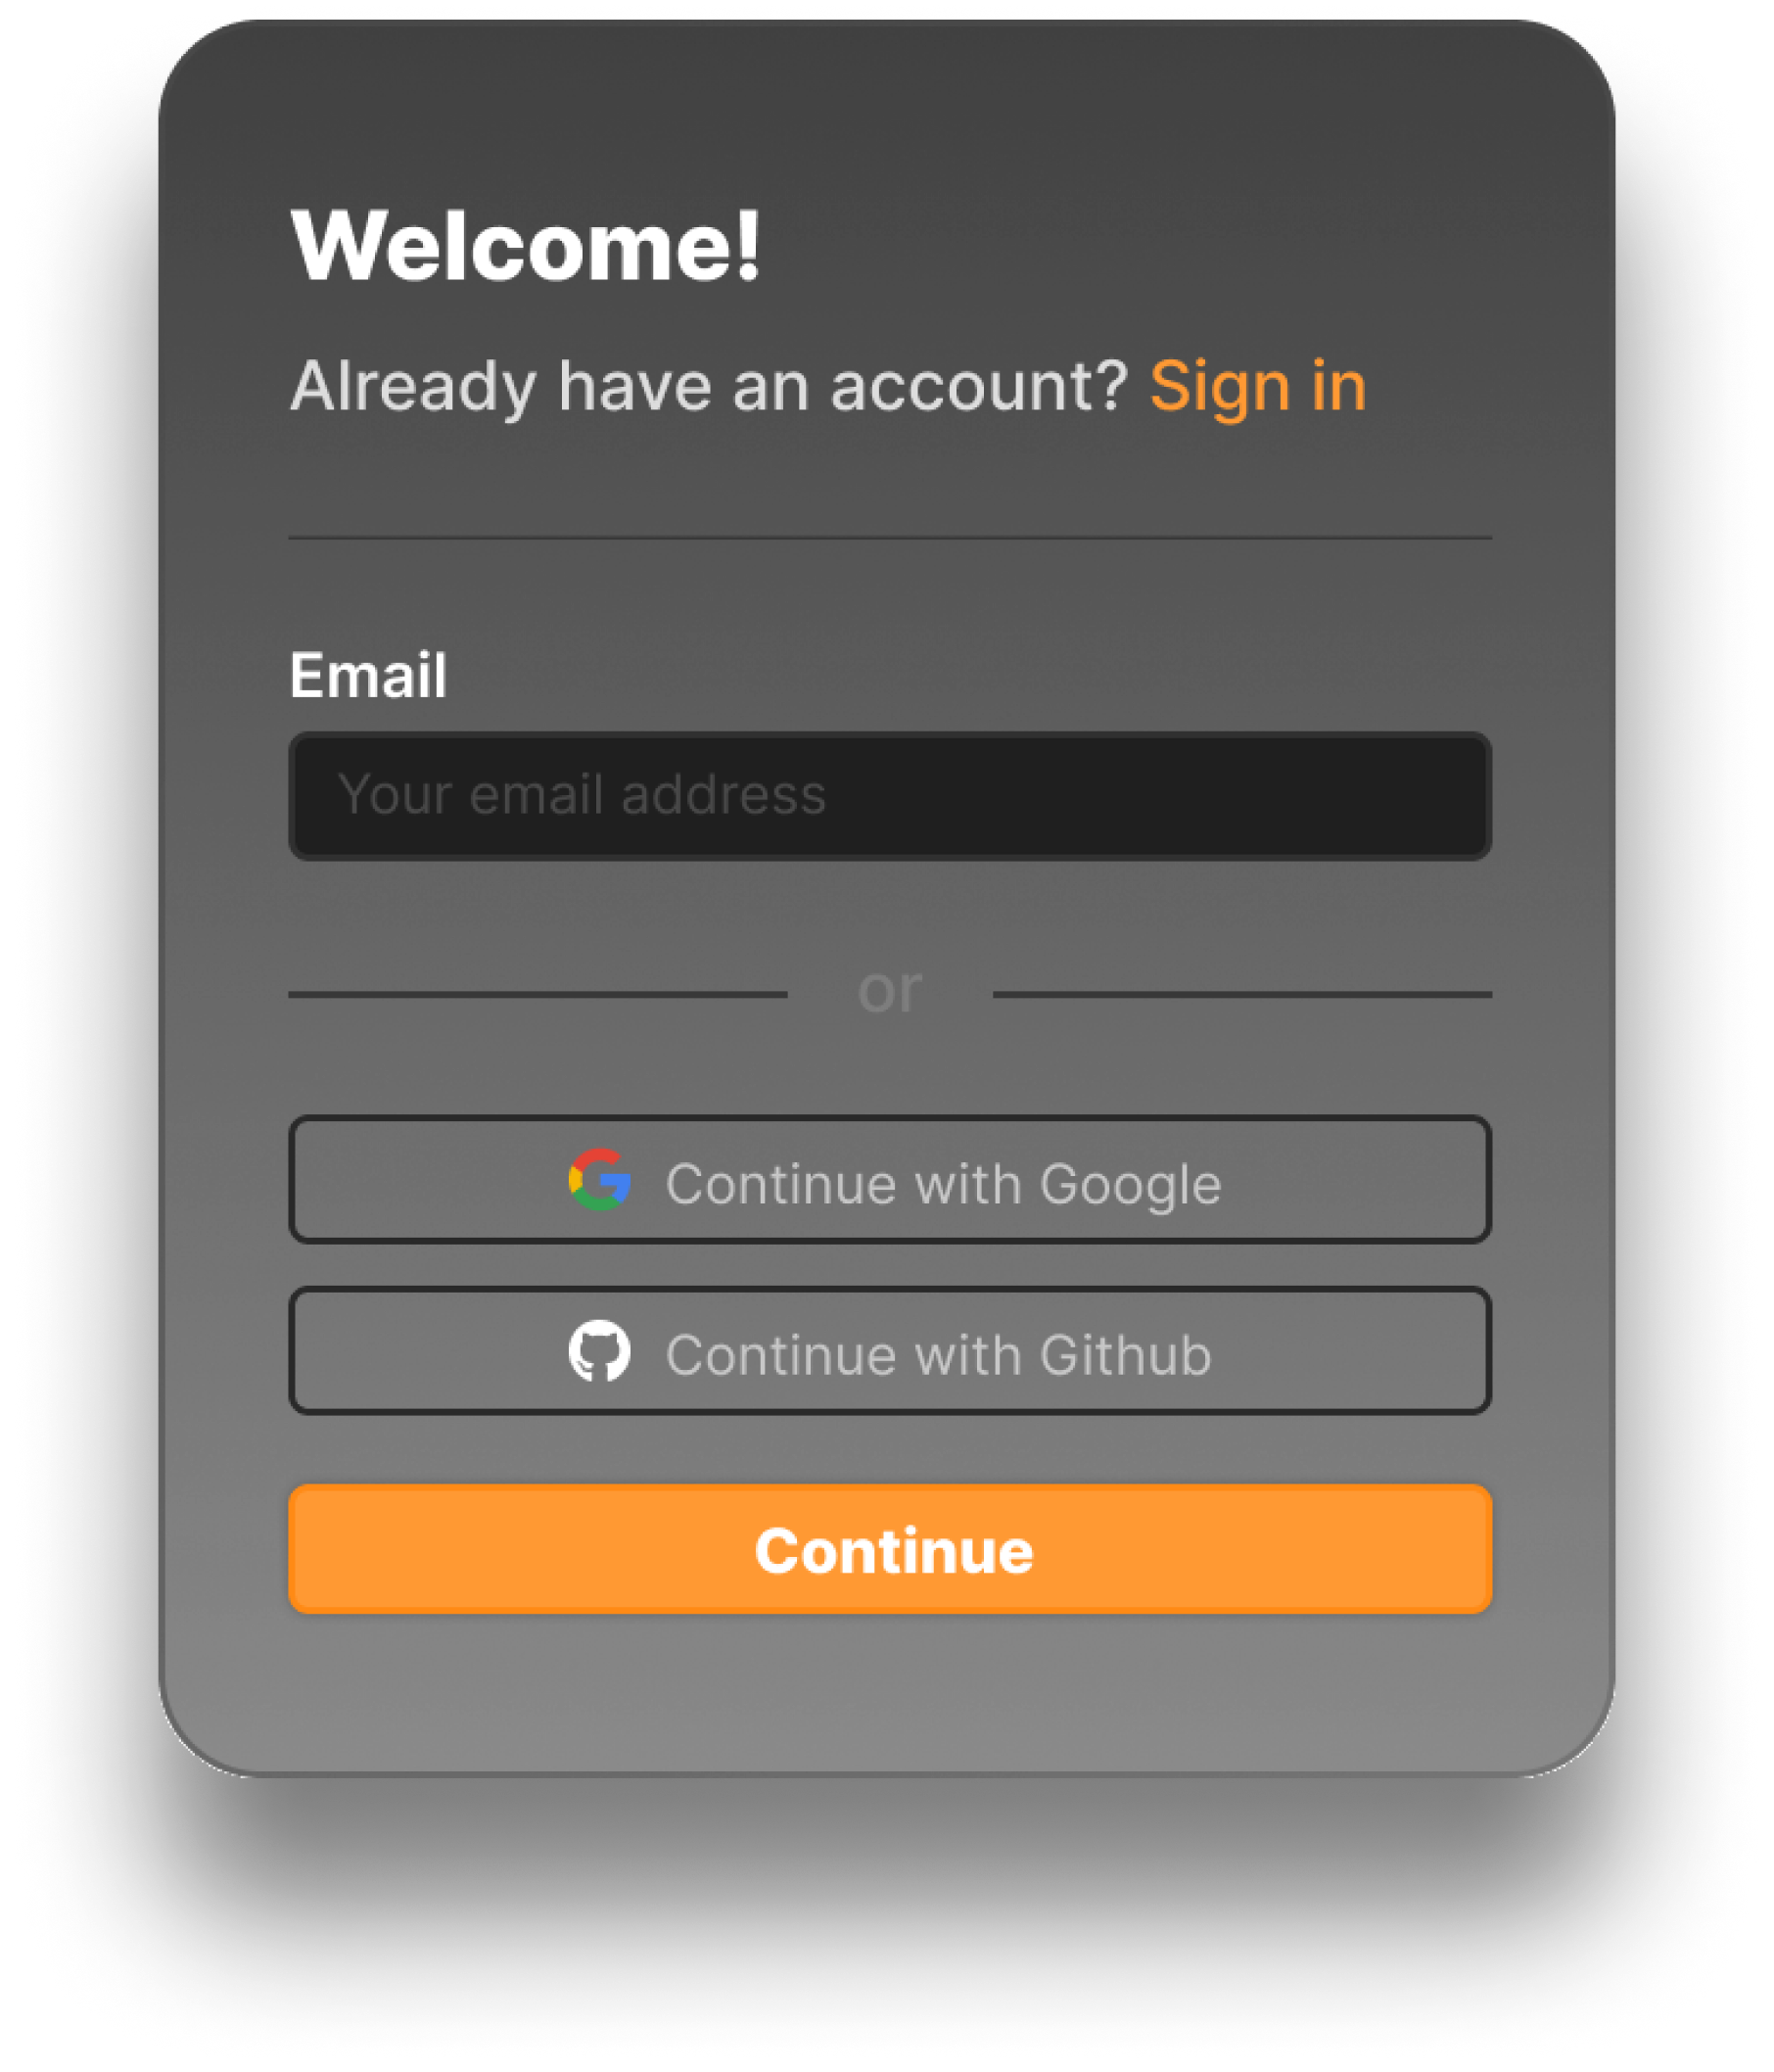 Welcome!
Already have an account? Sign in
Email
Your email address
or
Continue with Google
Continue with Github
Continue